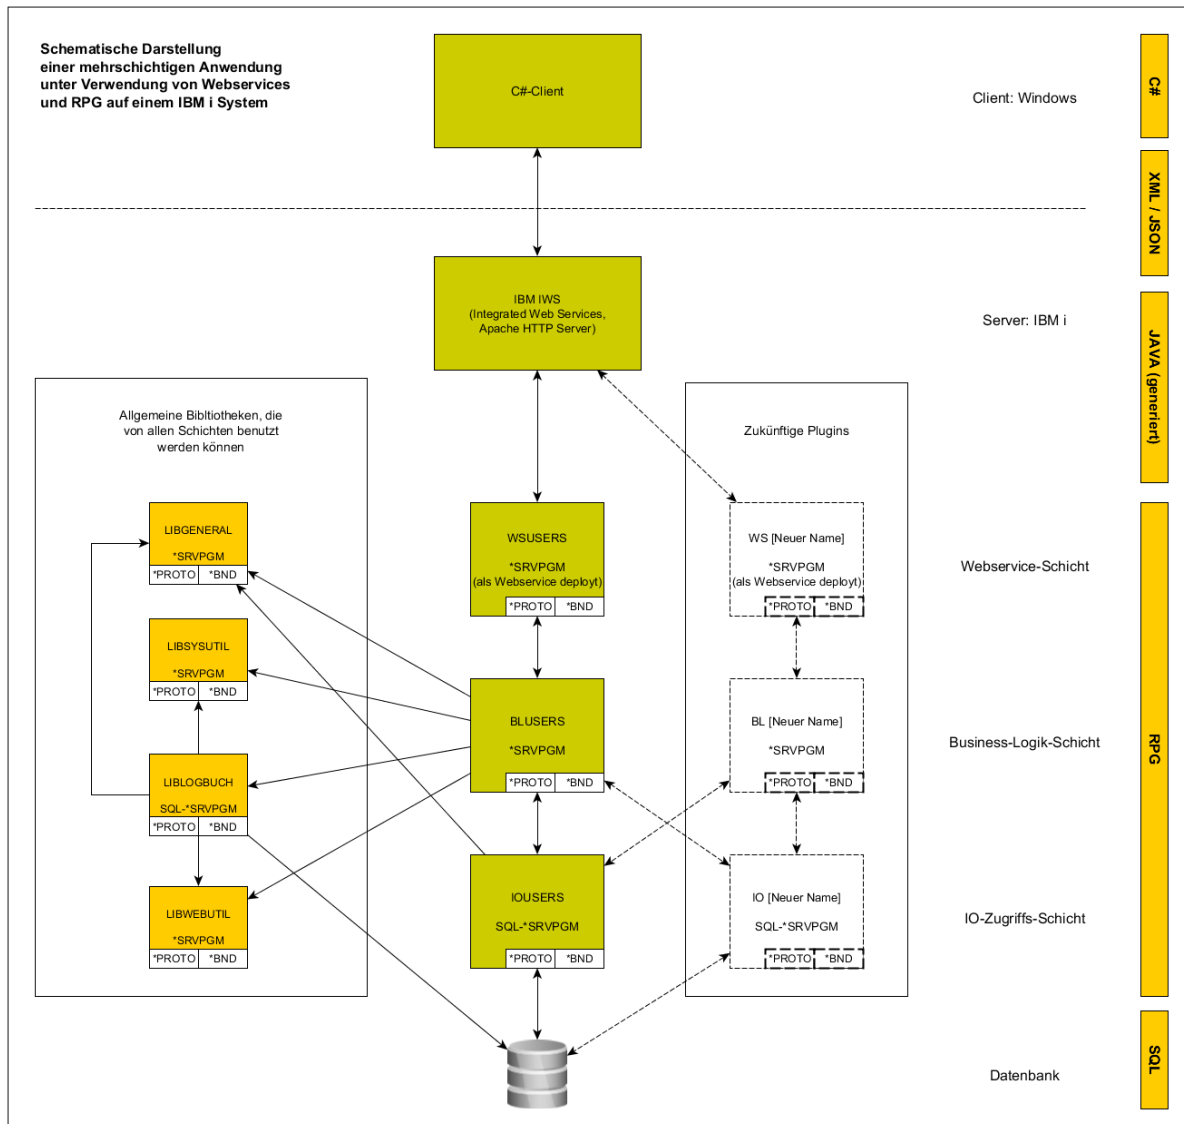 Schematische Darstellung
einer mehrschichtigen Anwendung
unter Verwendung von Webservices
und RPG auf einem IBM i System
C#-Client
Client: Windows
C#
XML / JSON
IBM IWS
(Integrated Web Services,
Apache HTTP Server)
Server: IBM i
JAVA (generiert)
Allgemeine Bibltiotheken, die
von allen Schichten benutzt
werden können
Zukünftige Plugins
LIBGENERAL
*SRVPGM
*PROTO *BND
WSUSERS
*SRVPGM
(als Webservice deployt)
*PROTO *BND
WS [Neuer Name]
*SRVPGM
(als Webservice deployt)
*PROTO *BND
Webservice-Schicht
LIBSYSUTIL
*SRVPGM
*PROTO *BND
BLUSERS
*SRVPGM
*PROTO *BND
BL [Neuer Name]
*SRVPGM
*PROTO *BND
Business-Logik-Schicht
RPG
LIBLOGBUCH
SQL-*SRVPGM
*PROTO *BND
IOUSERS
SQL-*SRVPGM
*PROTO *BND
IO [Neuer Name]
SQL-*SRVPGM
*PROTO *BND
IO-Zugriffs-Schicht
LIBWEBUTIL
*SRVPGM
*PROTO *BND
Datenbank
SQL